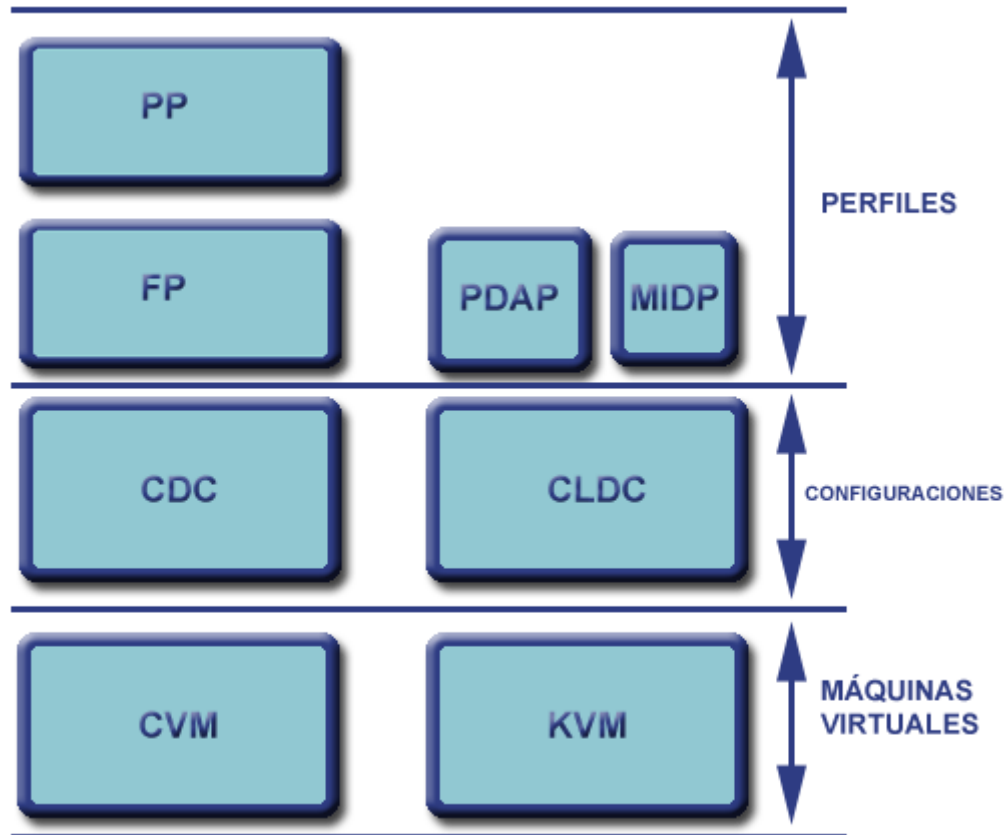 PP
PERFILES
FP
PDAP
MIDP
CDC
CLDC
CONFIGURACIONES
CVM
KVM
MÁQUINAS
VIRTUALES